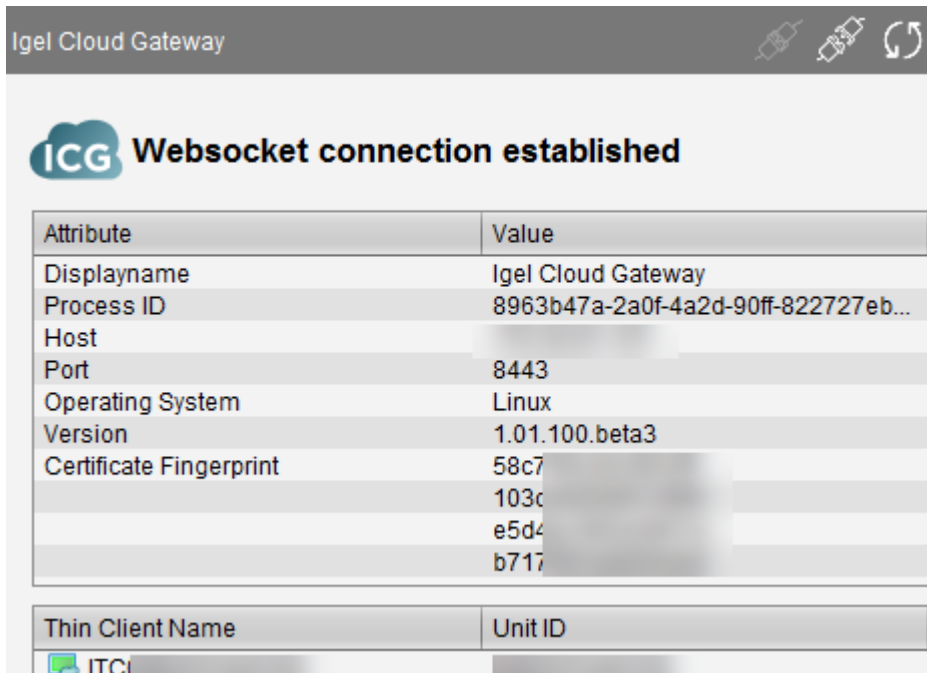 Igel Cloud Gateway
ICG Websocket connection established
Attribute Value
Displayname Igel Cloud Gateway
Process ID 8963b47a-2a0f-4a2d-90ff-822727eb...
Host
Port 8443
Operating System Linux
Version 1.01.100.beta3
Certificate Fingerprint 58c7
103c
e5d4
b717
Thin Client Name Unit ID
ITC